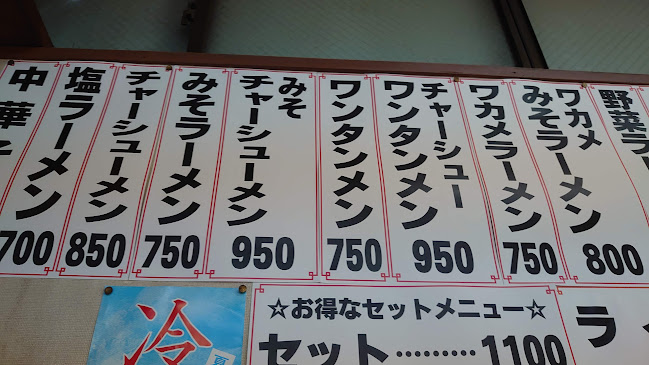 野菜ラ
ワカメ
みそラーメン
800
ワカメラーメン
750
チャーシュー
ワンタンメン
950
ワンタンメン
750
みそ
チャーシューメン
950
みそラーメン
750
チャーシューメン
850
塩ラーメン
700
中華
☆お得なセットメニュー☆
セット………1100
ラ
冷
夏